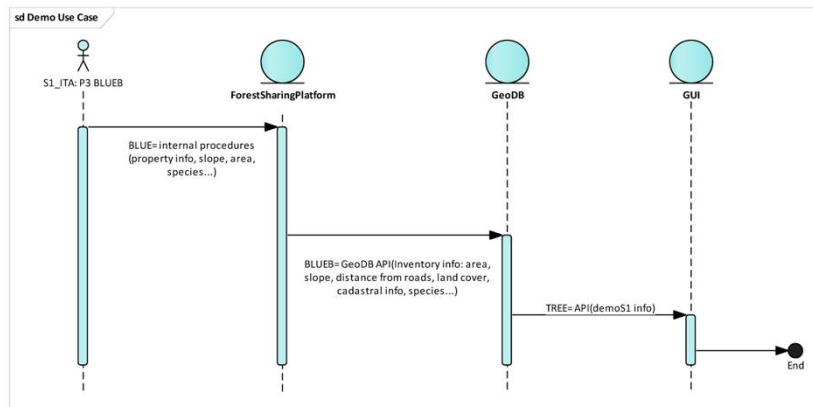 sd Demo Use Case
S1_ITA: P3 BLUEB
ForestSharingPlatform
GeoDB
GUI
BLUE= internal procedures
(property info, slope, area,
species...)
BLUEB= GeoDB API(Inventory info: area,
slope, distance from roads, land cover,
cadastral info, species...)
TREE= API(demoS1 info)
End